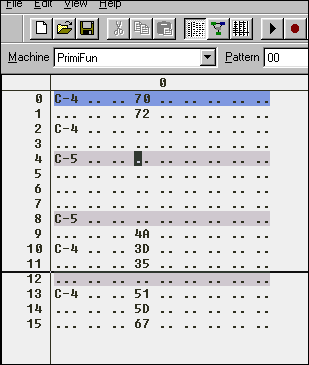 File Edit View Help
Machine PrimiFun Pattern 00
0
0 C-4 .. .. 70 .. .. .. .. ..
1 ... .. .. 72 .. .. .. .. ..
2 C-4 .. .. .. .. .. .. .. ..
3 ... .. .. .. .. .. .. .. ..
4 C-5 .. .. .. .. .. .. .. ..
5 ... .. .. .. .. .. .. .. ..
6 ... .. .. .. .. .. .. .. ..
7 ... .. .. .. .. .. .. .. ..
8 C-5 .. .. .. .. .. .. .. ..
9 ... .. .. 4A .. .. .. .. ..
10 C-4 .. .. 3D .. .. .. .. ..
11 ... .. .. 35 .. .. .. .. ..
12 ... .. .. .. .. .. .. .. ..
13 C-4 .. .. 51 .. .. .. .. ..
14 ... .. .. 5D .. .. .. .. ..
15 ... .. .. 67 .. .. .. .. ..